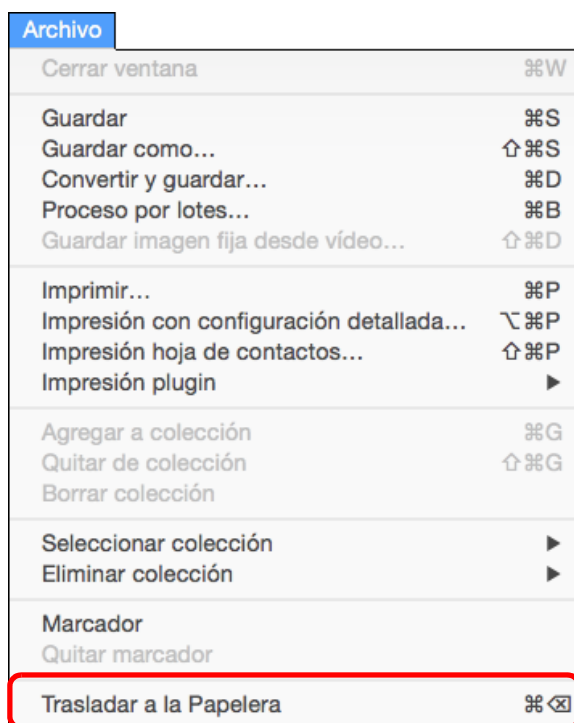 Archivo
Cerrar ventana ⌘W
Guardar ⌘S
Guardar como... ⇧⌘S
Convertir y guardar... ⌘D
Proceso por lotes... ⌘B
Guardar imagen fija desde vídeo... ⇧⌘D
Imprimir... ⌘P
Impresión con configuración detallada... ⌥⌘P
Impresión hoja de contactos... ⇧⌘P
Impresión plugin ▶
Agregar a colección ⌘G
Quitar de colección ⇧⌘G
Borrar colección
Seleccionar colección ▶
Eliminar colección ▶
Marcador
Quitar marcador
Trasladar a la Papelera ⌘⌫